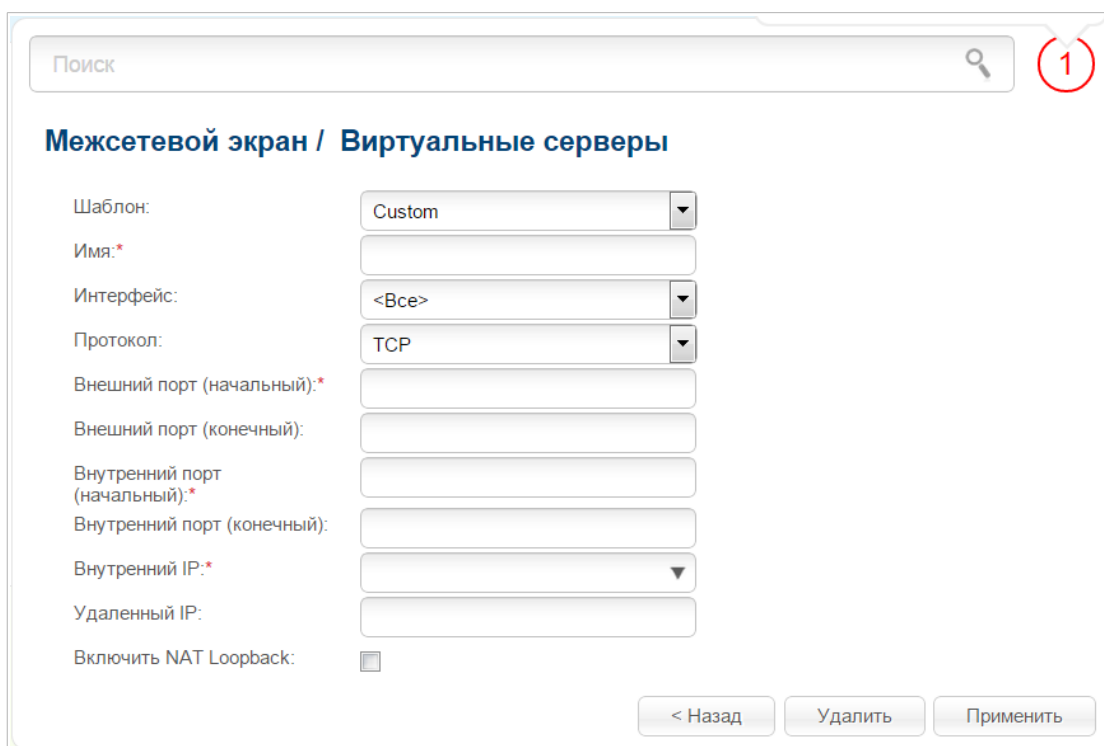 Поиск
1
Межсетевой экран / Виртуальные серверы
Шаблон: Custom
Имя:*
Интерфейс: <Все>
Протокол: TCP
Внешний порт (начальный):*
Внешний порт (конечный):
Внутренний порт
(начальный):*
Внутренний порт (конечный):
Внутренний IP:*
Удаленный IP:
Включить NAT Loopback:
< Назад Удалить Применить